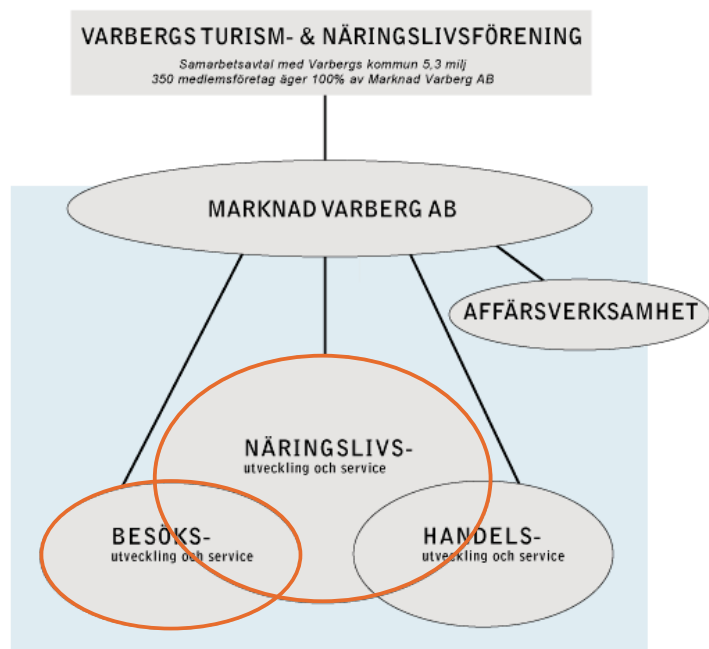 VARBERGS TURISM- & NÄRINGSLIVSFÖRENING
Samarbetsavtal med Varbergs kommun 5,3 milj
350 medlemsföretag äger 100% av Marknad Varberg AB
MARKNAD VARBERG AB
AFFÄRSVERKSAMHET
NÄRINGSLIVS-
utveckling och service
BESÖKS-
utveckling och service
HANDELS-
utveckling och service